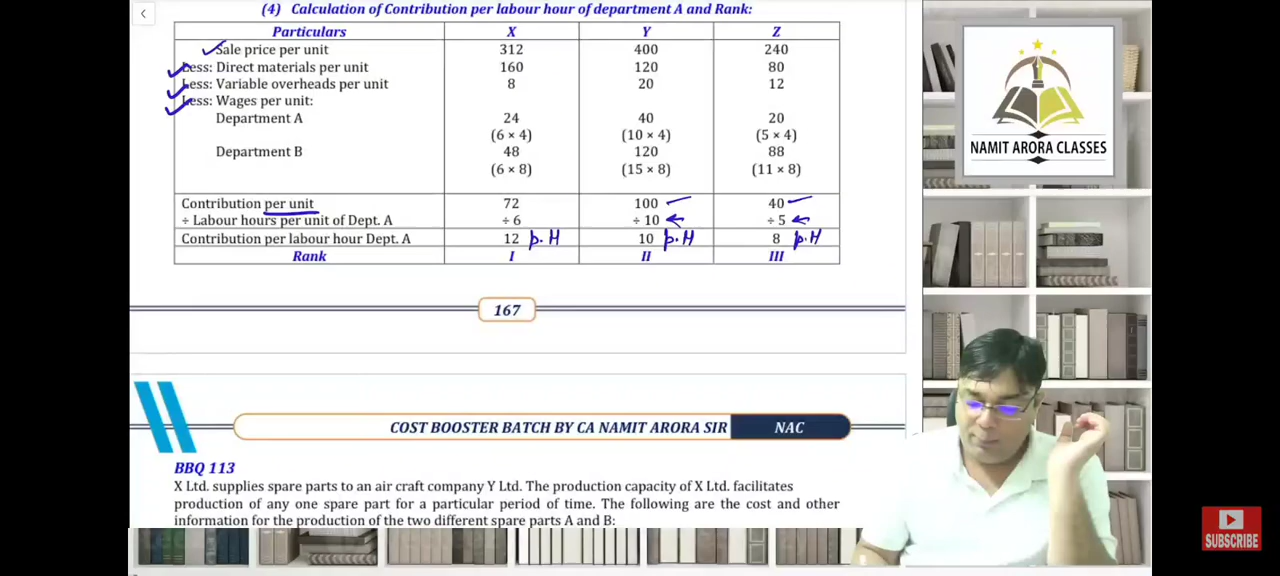 (4) Calculation of Contribution per labour hour of department A and Rank:
Particulars X Y Z
Sale price per unit 312 400 240
Less: Direct materials per unit 160 120 80
Less: Variable overheads per unit 8 20 12
Less: Wages per unit:
Department A 24 40 20
(6 × 4) (10 × 4) (5 × 4)
Department B 48 120 88
(6 × 8) (15 × 8) (11 × 8)
Contribution per unit 72 100 40
÷ Labour hours per unit of Dept. A ÷ 6 ÷ 10 ÷ 5
Contribution per labour hour Dept. A 12 p.H 10 p.H 8 p.H
Rank I II III
167
COST BOOSTER BATCH BY CA NAMIT ARORA SIR NAC
BBQ 113
X Ltd. supplies spare parts to an air craft company Y Ltd. The production capacity of X Ltd. facilitates
production of any one spare part for a particular period of time. The following are the cost and other
information for the production of the two different spare parts A and B:
NAMIT ARORA CLASSES
SUBSCRIBE